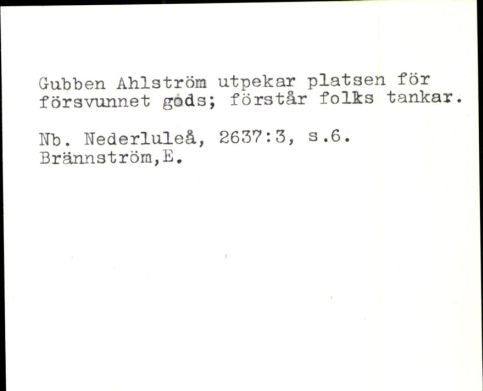 Gubben Ahlström utpekar platsen för
försvunnet gods; förstår folks tankar.
Nb. Nederluleå, 2637:3, s.6.
Brännström,E.